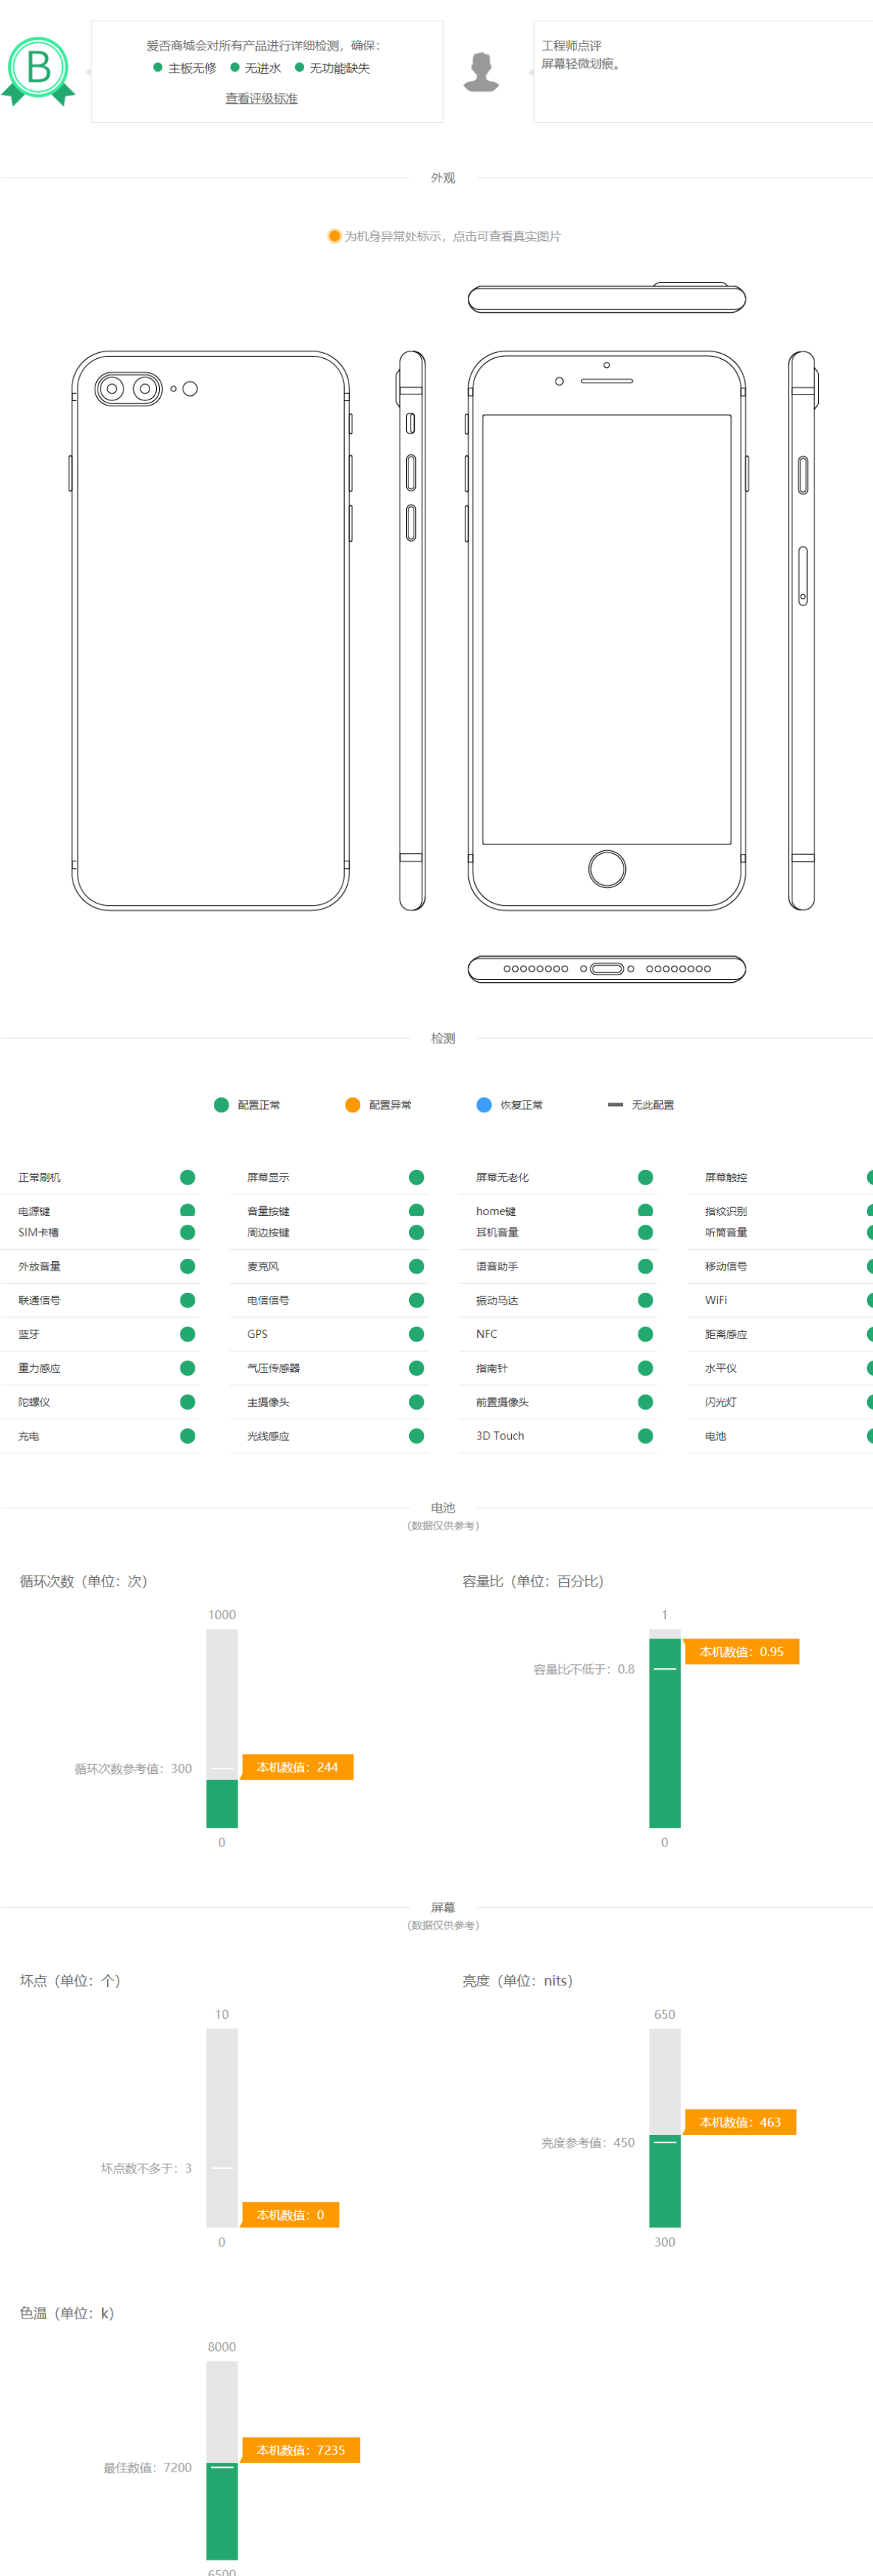 B
爱否商城会对所有产品进行详细检测，确保：
主板无修 无进水 无功能缺失
查看评级标准
工程师点评
屏幕轻微划痕。
外观
为机身异常处标示，点击可查看真实图片
检测
配置正常 配置异常 恢复正常 无此配置
正常刷机 屏幕显示 屏幕无老化 屏幕触控
电源键 音量按键 home键 指纹识别
SIM卡槽 周边按键 耳机音量 听筒音量
外放音量 麦克风 语音助手 移动信号
联通信号 电信信号 振动马达 WiFi
蓝牙 GPS NFC 距离感应
重力感应 气压传感器 指南针 水平仪
陀螺仪 主摄像头 前置摄像头 闪光灯
充电 光线感应 3D Touch 电池
电池
（数据仅供参考）
循环次数（单位：次） 容量比（单位：百分比）
1000 1
本机数值：0.95
容量比不低于：0.8
循环次数参考值：300 本机数值：244
0 0
屏幕
（数据仅供参考）
坏点（单位：个） 亮度（单位：nits）
10 650
本机数值：463
亮度参考值：450
坏点数不多于：3
本机数值：0
0 300
色温（单位：k）
8000
本机数值：7235
最佳数值：7200
6500